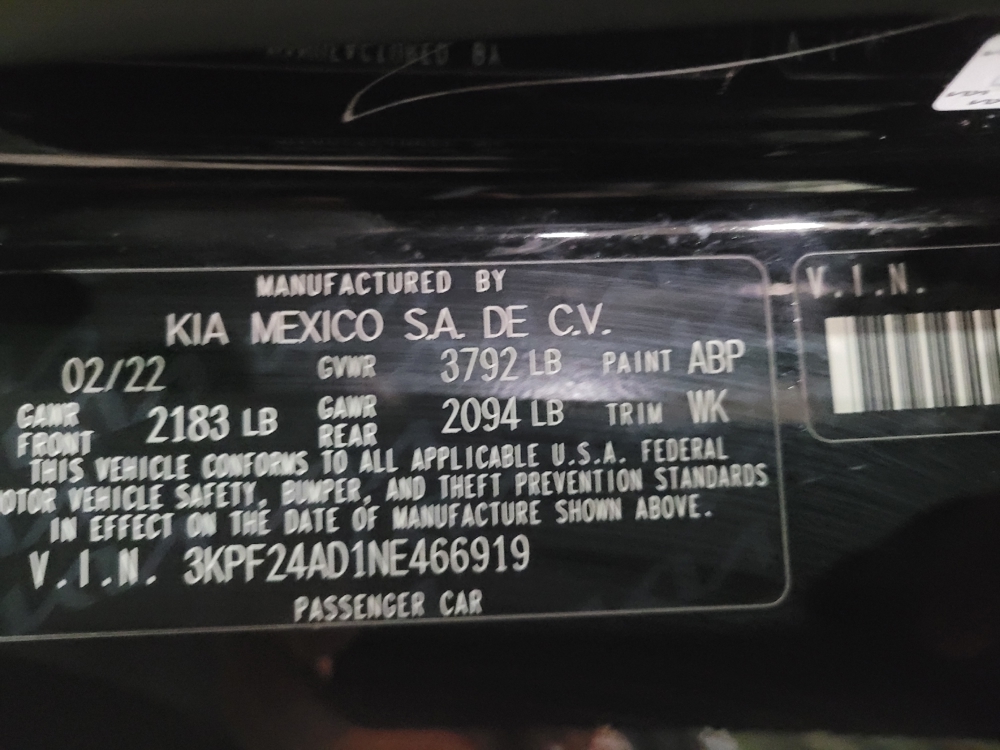 MANUFACTURED BY
KIA MEXICO S.A. DE C.V.
02/22 GVWR 3792 LB PAINT ABP
GAWR FRONT 2183 LB GAWR REAR 2094 LB TRIM WK
THIS VEHICLE CONFORMS TO ALL APPLICABLE U.S.A. FEDERAL
MOTOR VEHICLE SAFETY, BUMPER, AND THEFT PREVENTION STANDARDS
IN EFFECT ON THE DATE OF MANUFACTURE SHOWN ABOVE.
V.I.N. 3KPF24AD1NE466919
PASSENGER CAR
V.I.N.